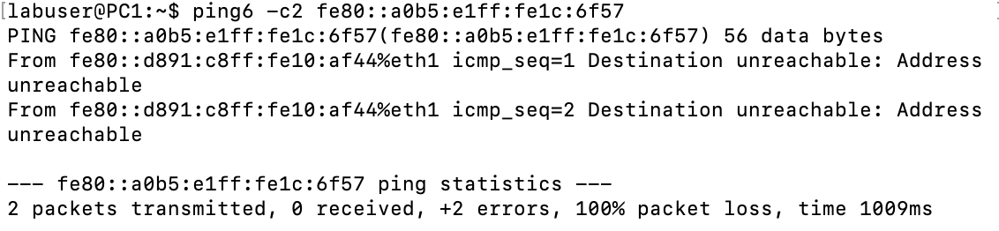 [labuser@PC1:~$ ping6 -c2 fe80::a0b5:e1ff:fe1c:6f57
PING fe80::a0b5:e1ff:fe1c:6f57(fe80::a0b5:e1ff:fe1c:6f57) 56 data bytes
From fe80::d891:c8ff:fe10:af44%eth1 icmp_seq=1 Destination unreachable: Address
unreachable
From fe80::d891:c8ff:fe10:af44%eth1 icmp_seq=2 Destination unreachable: Address
unreachable
--- fe80::a0b5:e1ff:fe1c:6f57 ping statistics ---
2 packets transmitted, 0 received, +2 errors, 100% packet loss, time 1009ms